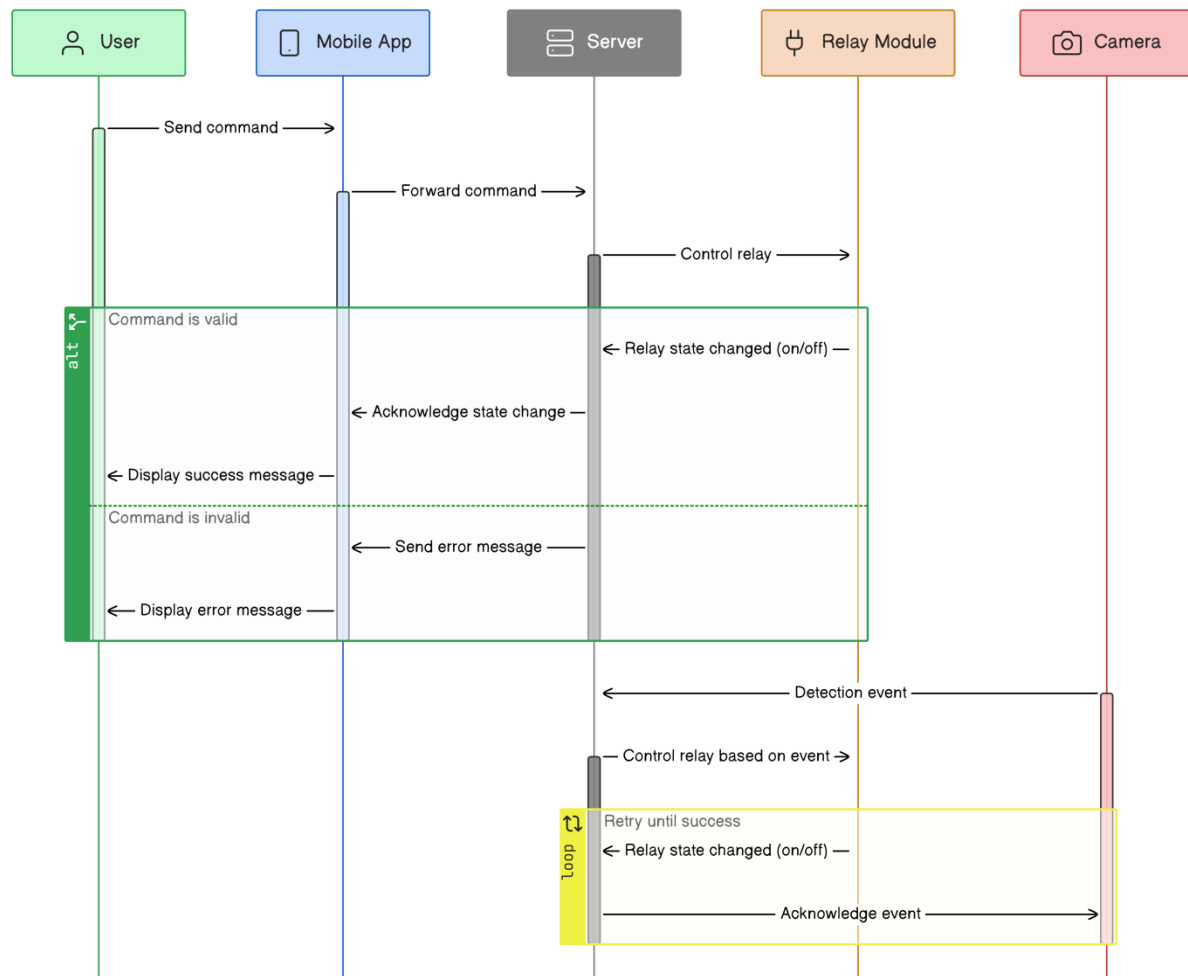 User
Mobile App
Server
Relay Module
Camera
Send command
Forward command
Control relay
alt
Command is valid
Relay state changed (on/off)
Acknowledge state change
Display success message
Command is invalid
Send error message
Display error message
Detection event
Control relay based on event
loop
Retry until success
Relay state changed (on/off)
Acknowledge event